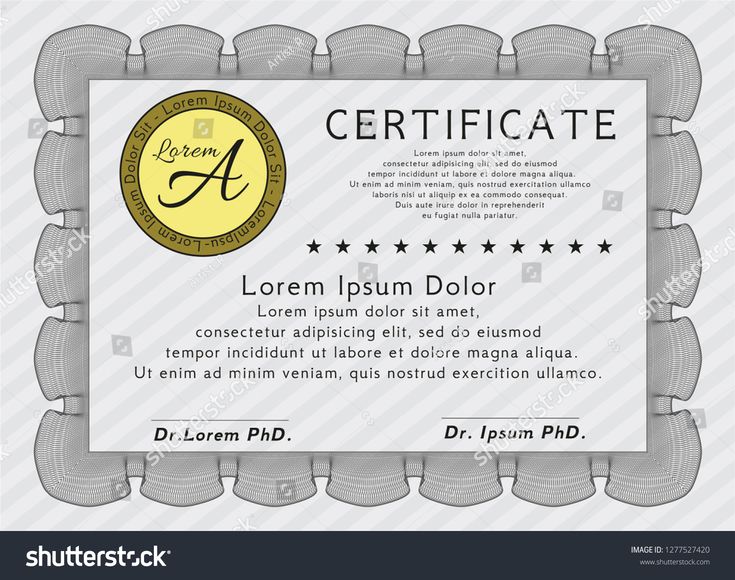 CERTIFICATE
Lorem ipsum dolor sit amet,
consectetur adipiscing elit, sed do eiusmod
tempor incididunt ut labore et dolore magna aliqua.
Ut enim ad minim veniam, quis nostrud exercitation
ullamco laboris nisi ut aliquip ex ea commodo consequat.
Duis aute irure dolor in reprehenderit
eu fugiat nulla pariatur.
Dolor Sit - Lorem Ipsum Dolor Sit -
LoremIpsu- Lorem Ipsum
Lorem
A
Lorem Ipsum Dolor
Lorem ipsum dolor sit amet,
consectetur adipiscing elit, sed do eiusmod
tempor incididunt ut labore et dolore magna aliqua.
Ut enim ad minim veniam, quis nostrud exercitation ullamco.
Dr.Lorem PhD.
Dr. Ipsum PhD.
shutterstock
IMAGE ID: 1277527420
www.shutterstock.com